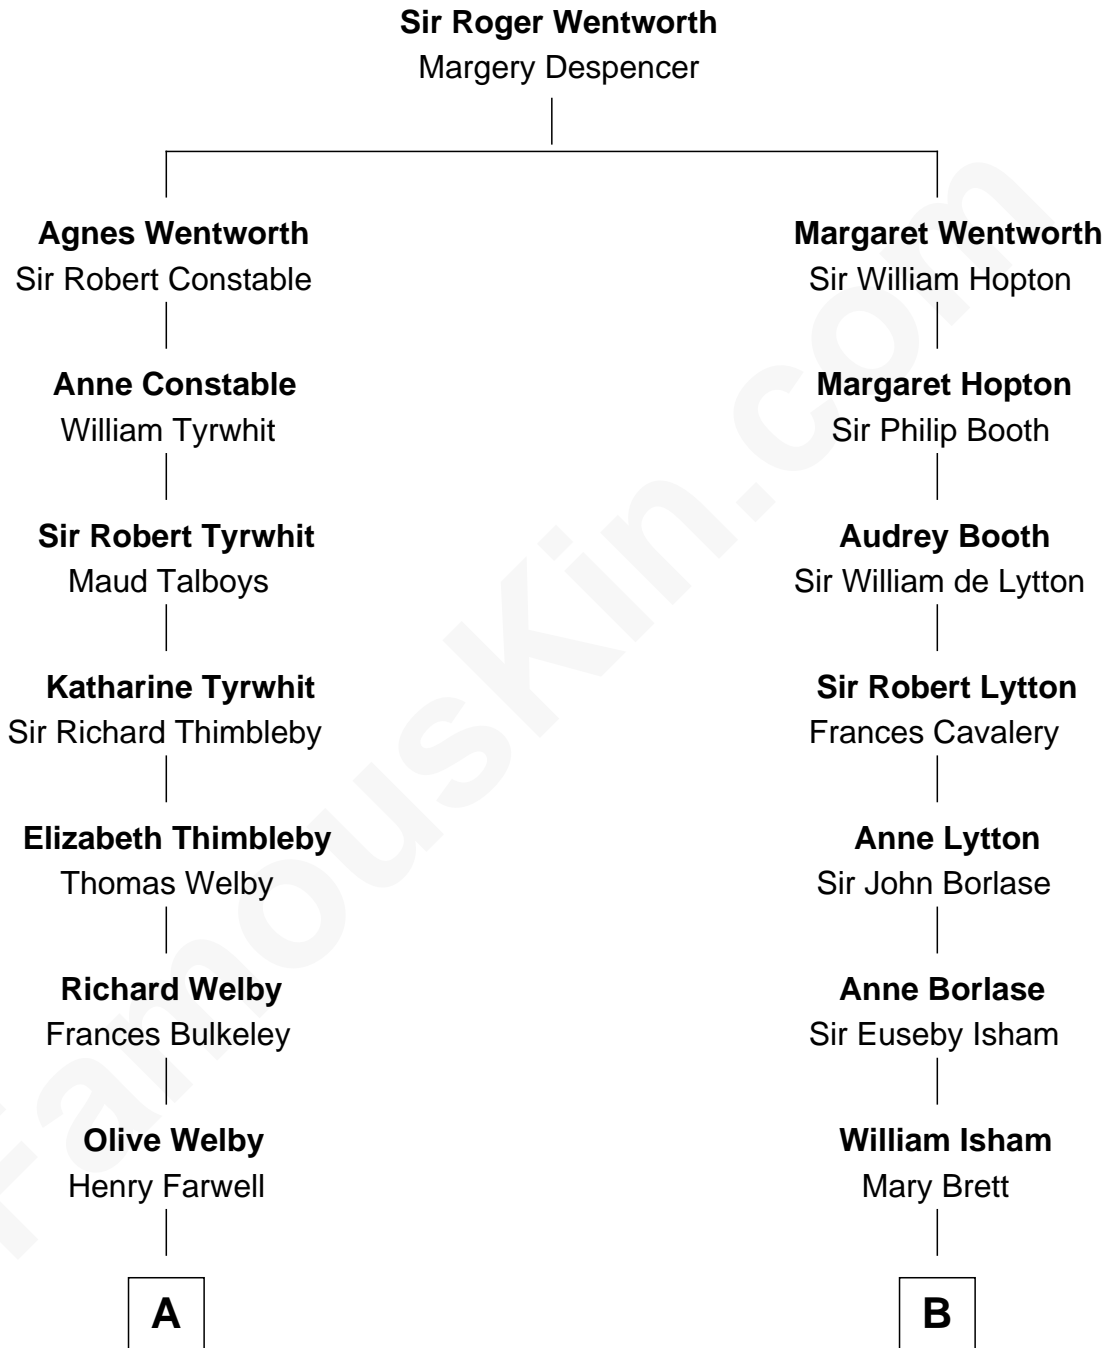 Sir Roger Wentworth
Margery Despencer
Agnes Wentworth
Sir Robert Constable
Margaret Wentworth
Sir William Hopton
Anne Constable
William Tyrwhit
Margaret Hopton
Sir Philip Booth
Sir Robert Tyrwhit
Maud Talboys
Audrey Booth
Sir William de Lytton
Katharine Tyrwhit
Sir Richard Thimbleby
Sir Robert Lytton
Frances Cavalery
Elizabeth Thimbleby
Thomas Welby
Anne Lytton
Sir John Borlase
Richard Welby
Frances Bulkeley
Anne Borlase
Sir Euseby Isham
Olive Welby
Henry Farwell
William Isham
Mary Brett
A
B
FamousKin.com